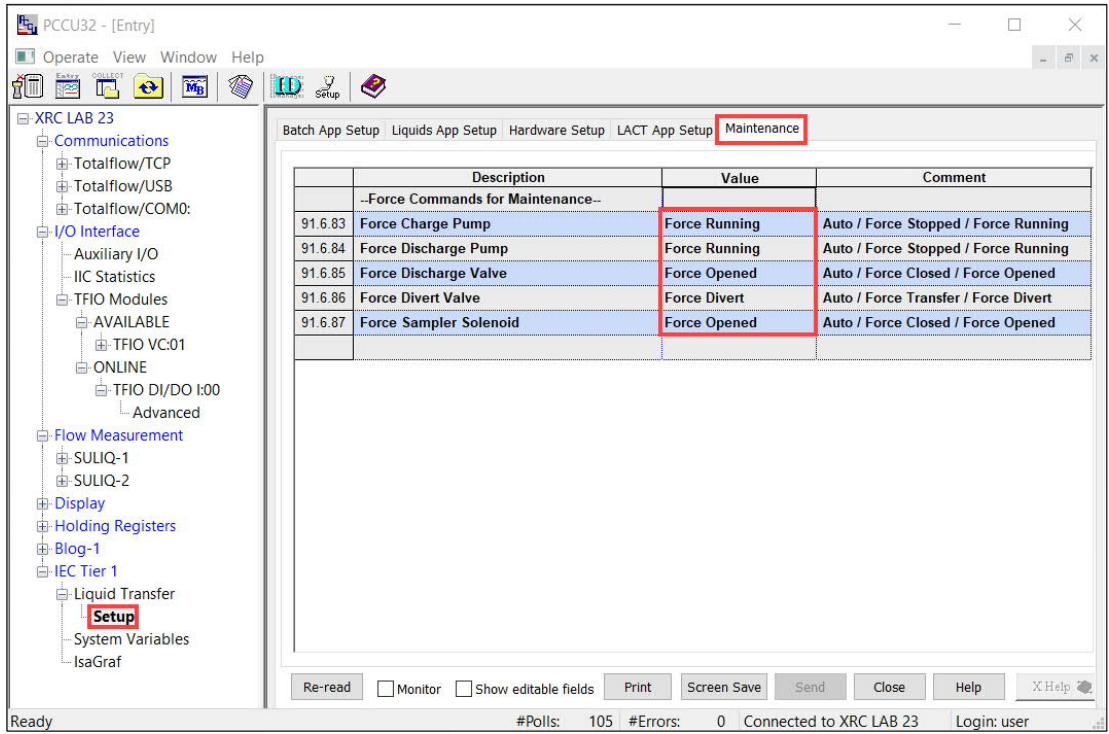 PCCU32 - [Entry]
Operate View Window Help
Entry COLLECT MB ID Setup
XRC LAB 23
Communications
Totalflow/TCP
Totalflow/USB
Totalflow/COM0:
I/O Interface
Auxiliary I/O
IIC Statistics
TFIO Modules
AVAILABLE
TFIO VC:01
ONLINE
TFIO DI/DO I:00
Advanced
Flow Measurement
SULIQ-1
SULIQ-2
Display
Holding Registers
Blog-1
IEC Tier 1
Liquid Transfer
Setup
System Variables
IsaGraf
Batch App Setup Liquids App Setup Hardware Setup LACT App Setup Maintenance
Description Value Comment
--Force Commands for Maintenance--
91.6.83 Force Charge Pump Force Running Auto / Force Stopped / Force Running
91.6.84 Force Discharge Pump Force Running Auto / Force Stopped / Force Running
91.6.85 Force Discharge Valve Force Opened Auto / Force Closed / Force Opened
91.6.86 Force Divert Valve Force Divert Auto / Force Transfer / Force Divert
91.6.87 Force Sampler Solenoid Force Opened Auto / Force Closed / Force Opened
Re-read Monitor Show editable fields Print Screen Save Send Close Help X Help
Ready #Polls: 105 #Errors: 0 Connected to XRC LAB 23 Login: user